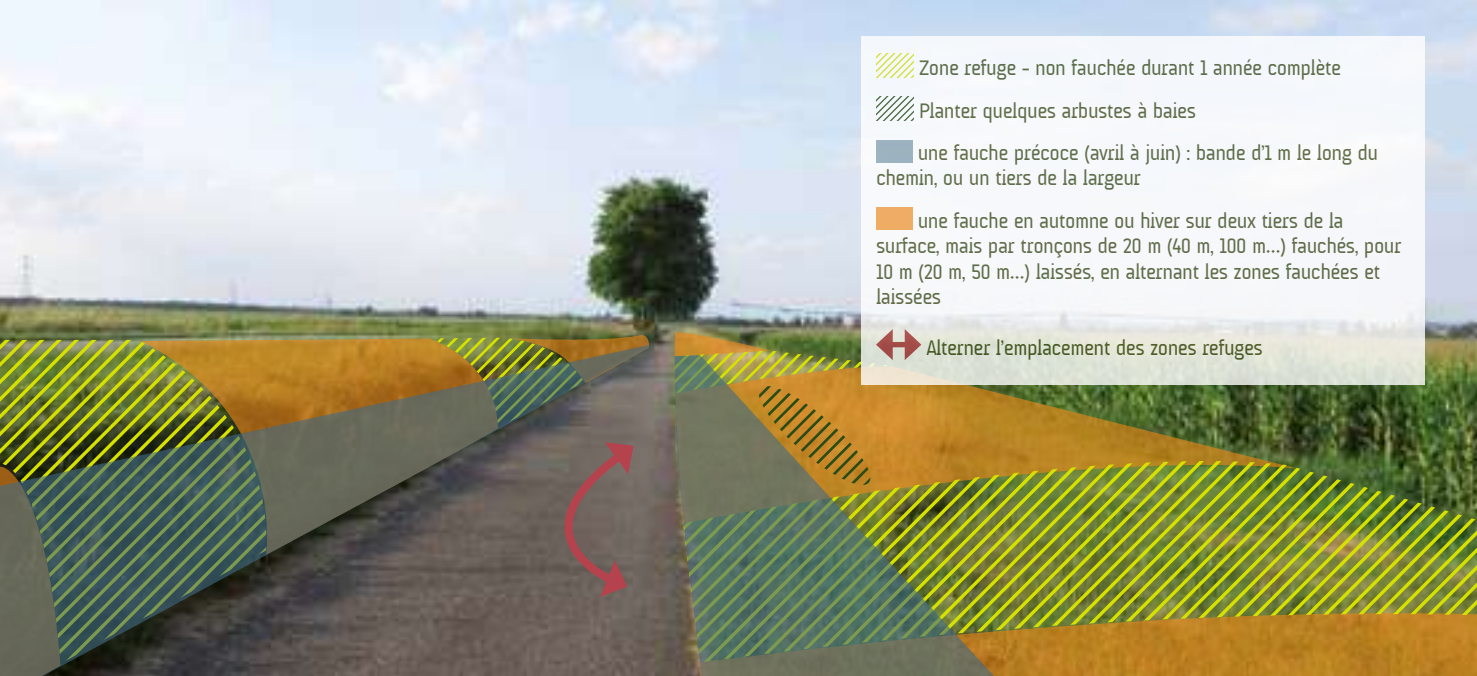 Zone refuge - non fauchée durant 1 année complète
Planter quelques arbustes à baies
une fauche précoce (avril à juin) : bande d'1 m le long du
chemin, ou un tiers de la largeur
une fauche en automne ou hiver sur deux tiers de la
surface, mais par tronçons de 20 m (40 m, 100 m...) fauchés, pour
10 m (20 m, 50 m...) laissés, en alternant les zones fauchées et
laissées
Alterner l'emplacement des zones refuges